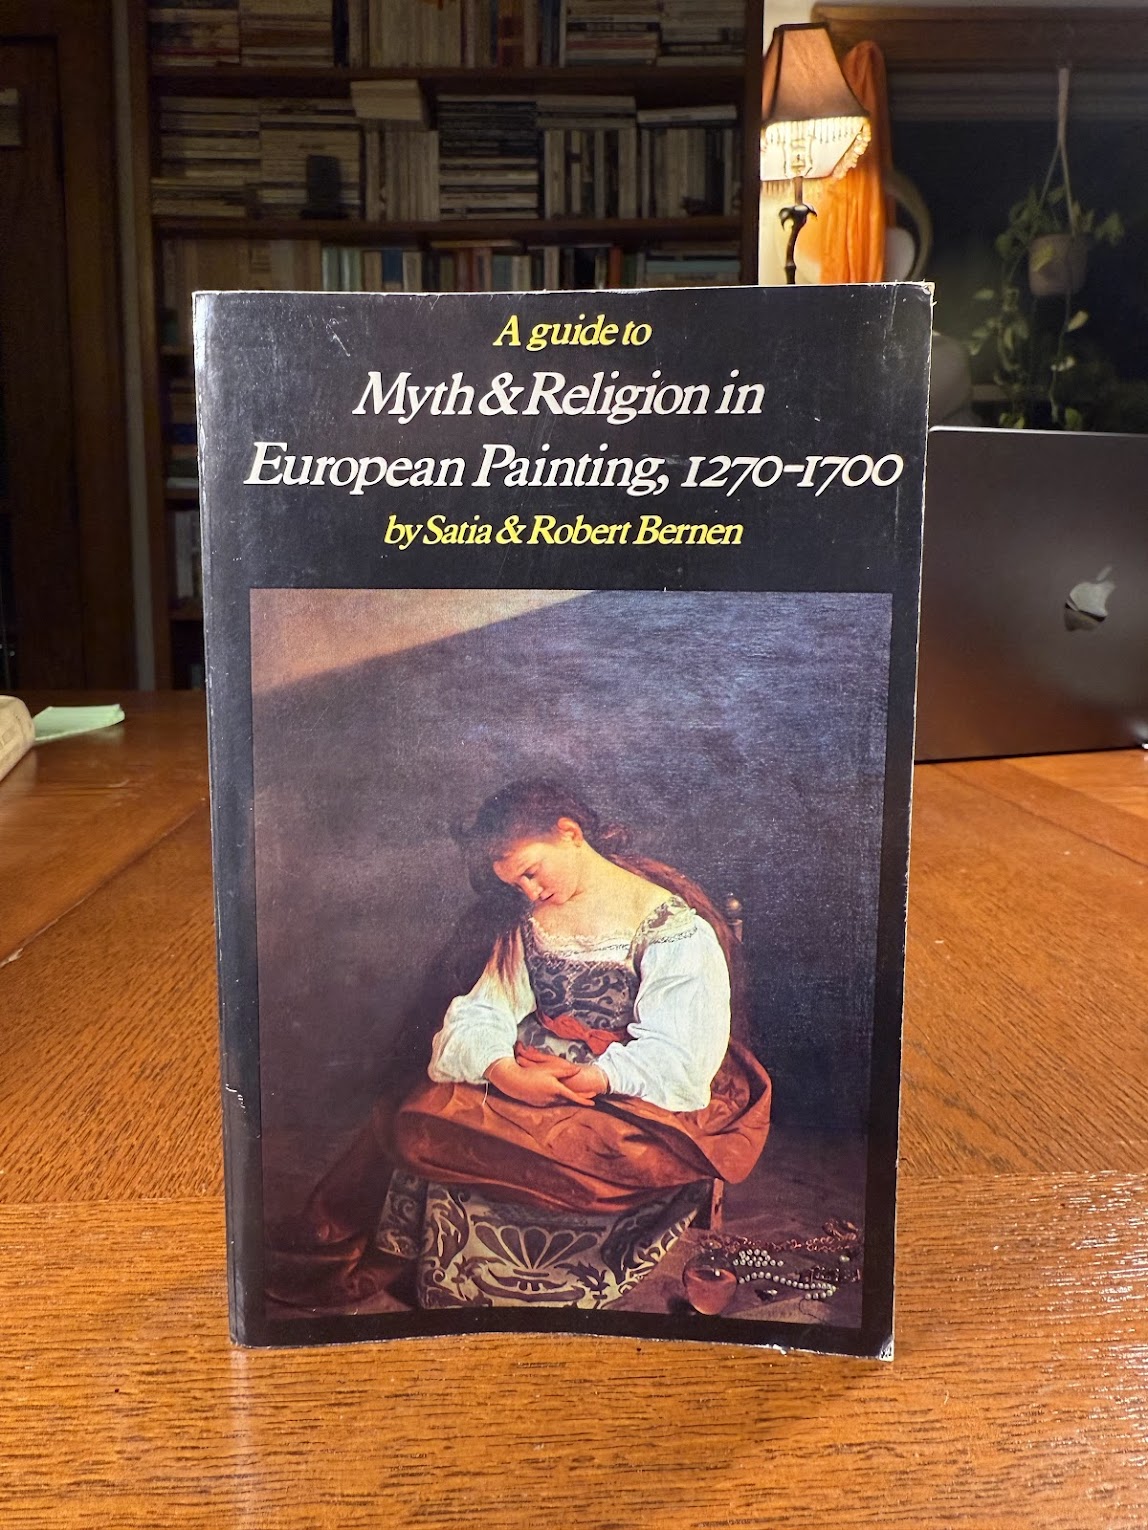 A guide to
Myth & Religion in
European Painting, 1270-1700
by Satia & Robert Bernen